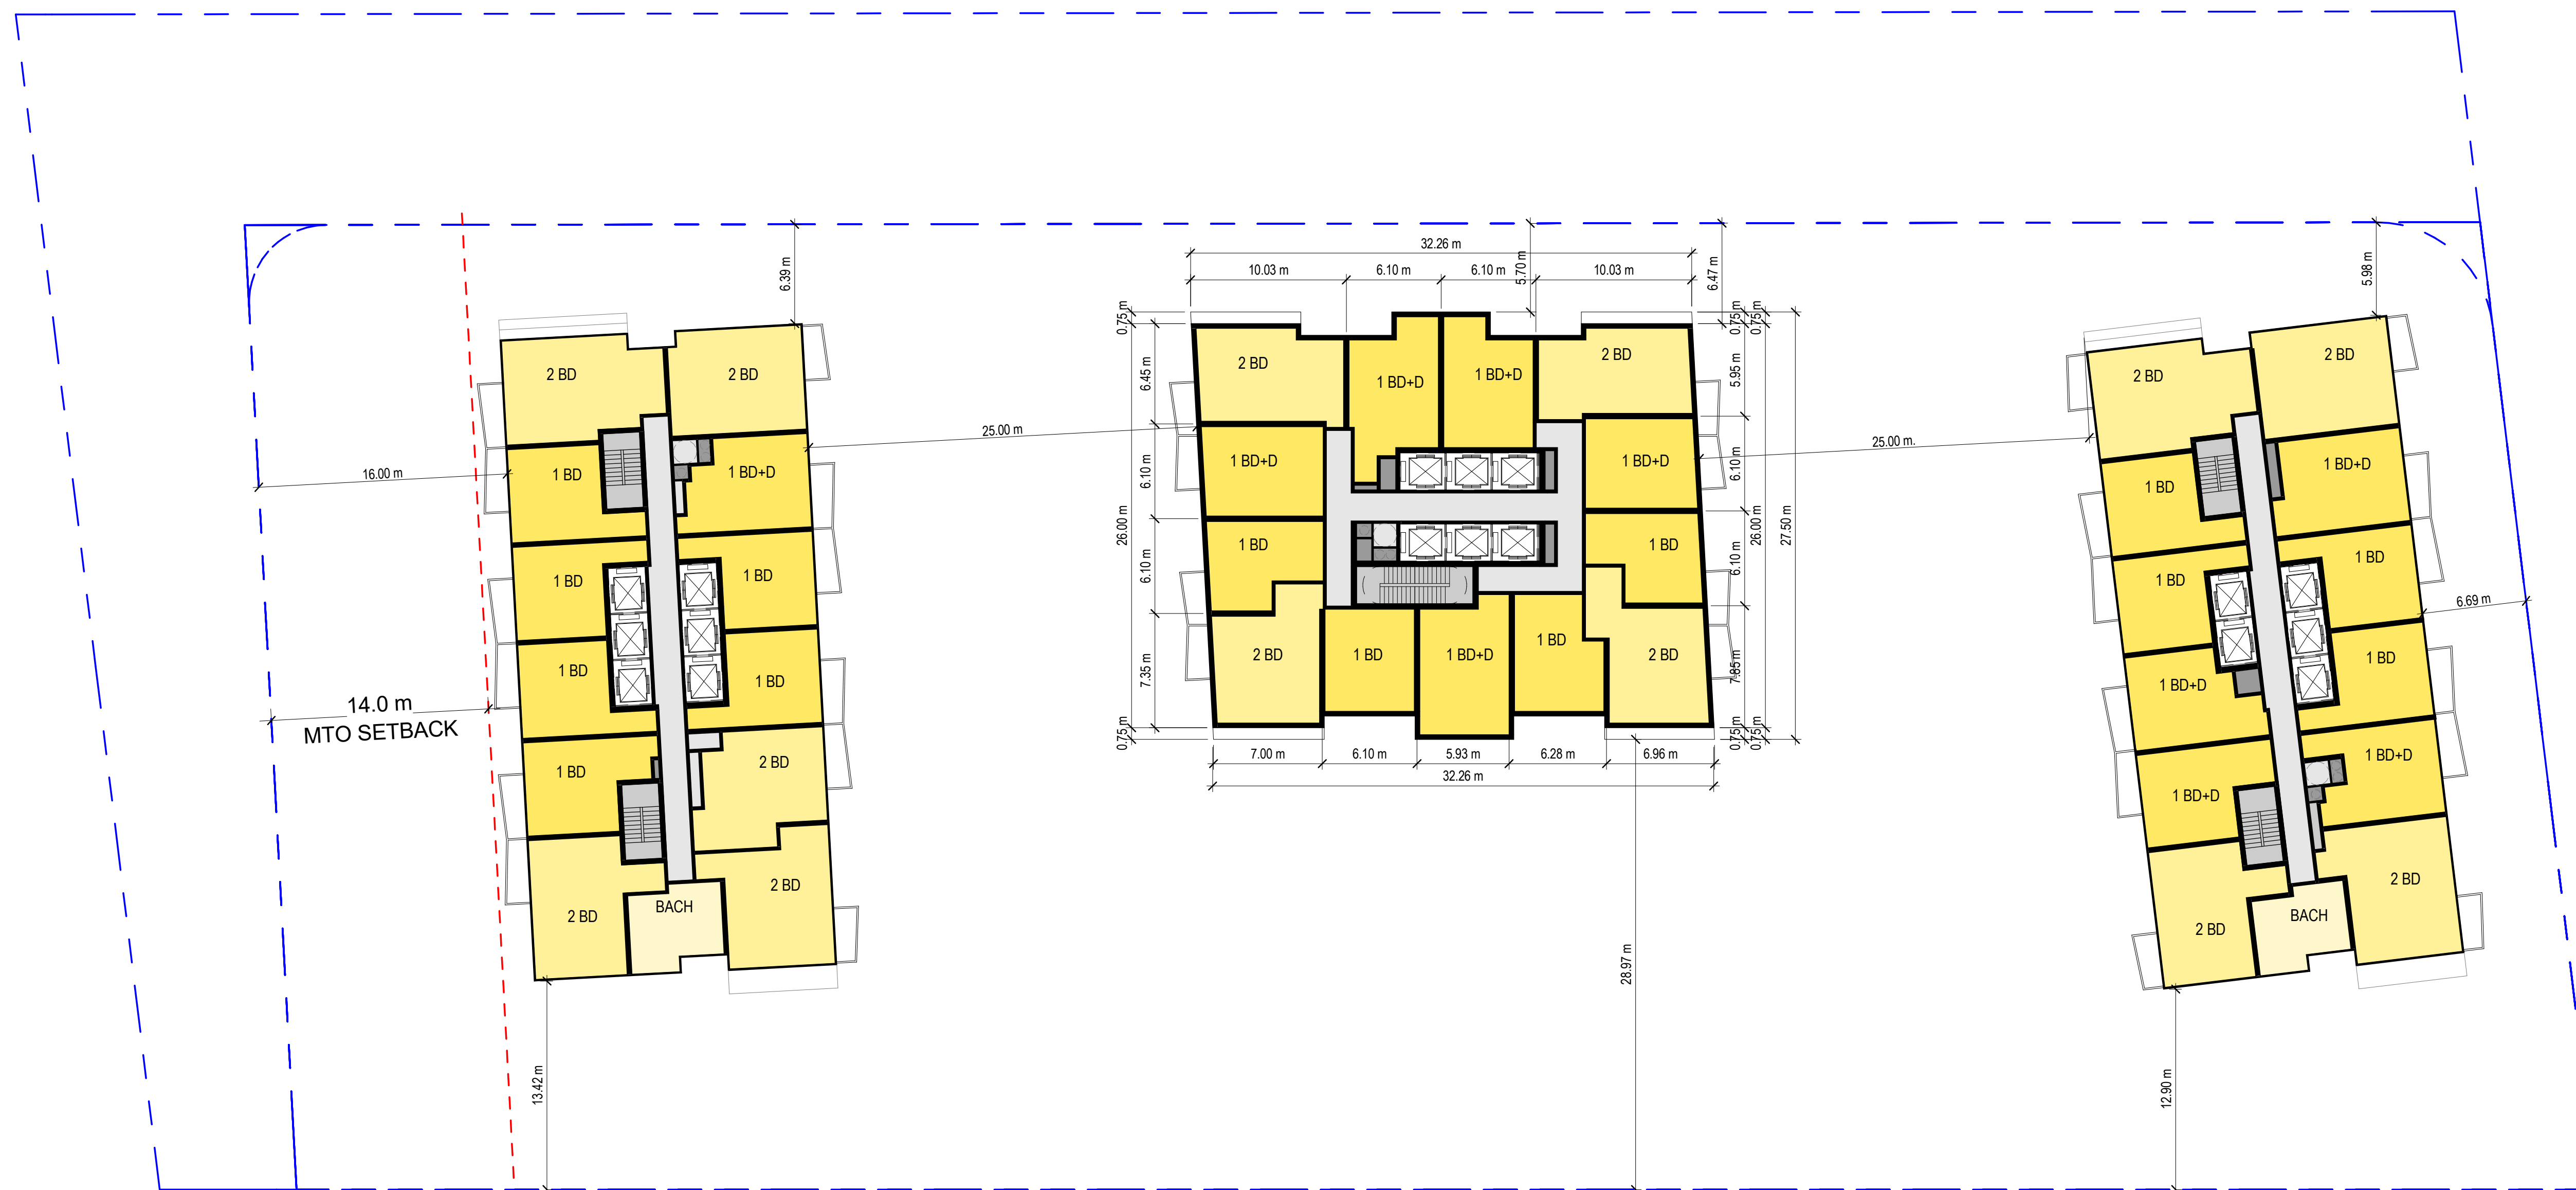 32.26 m
10.03 m
6.10 m
6.10 m
10.03 m
5.70 m
6.47 m
6.39 m
5.98 m
0.75 m
0.75 m
0.75 m
2 BD
2 BD
2 BD
1 BD+D
1 BD+D
2 BD
2 BD
2 BD
6.45 m
5.95 m
25.00 m
25.00 m.
16.00 m
1 BD
1 BD+D
1 BD+D
1 BD+D
1 BD
1 BD+D
6.10 m
6.10 m
26.00 m
26.00 m
27.50 m
1 BD
1 BD
1 BD
1 BD
1 BD
1 BD
6.10 m
6.10 m
6.69 m
1 BD
1 BD
2 BD
1 BD
1 BD+D
1 BD
2 BD
1 BD+D
1 BD
7.35 m
7.85 m
14.0 m
MTO SETBACK
0.75 m
0.75 m
0.75 m
7.00 m
6.10 m
5.93 m
6.28 m
6.96 m
32.26 m
1 BD
2 BD
1 BD+D
1 BD+D
2 BD
2 BD
BACH
2 BD
2 BD
BACH
2 BD
28.97 m
13.42 m
12.90 m